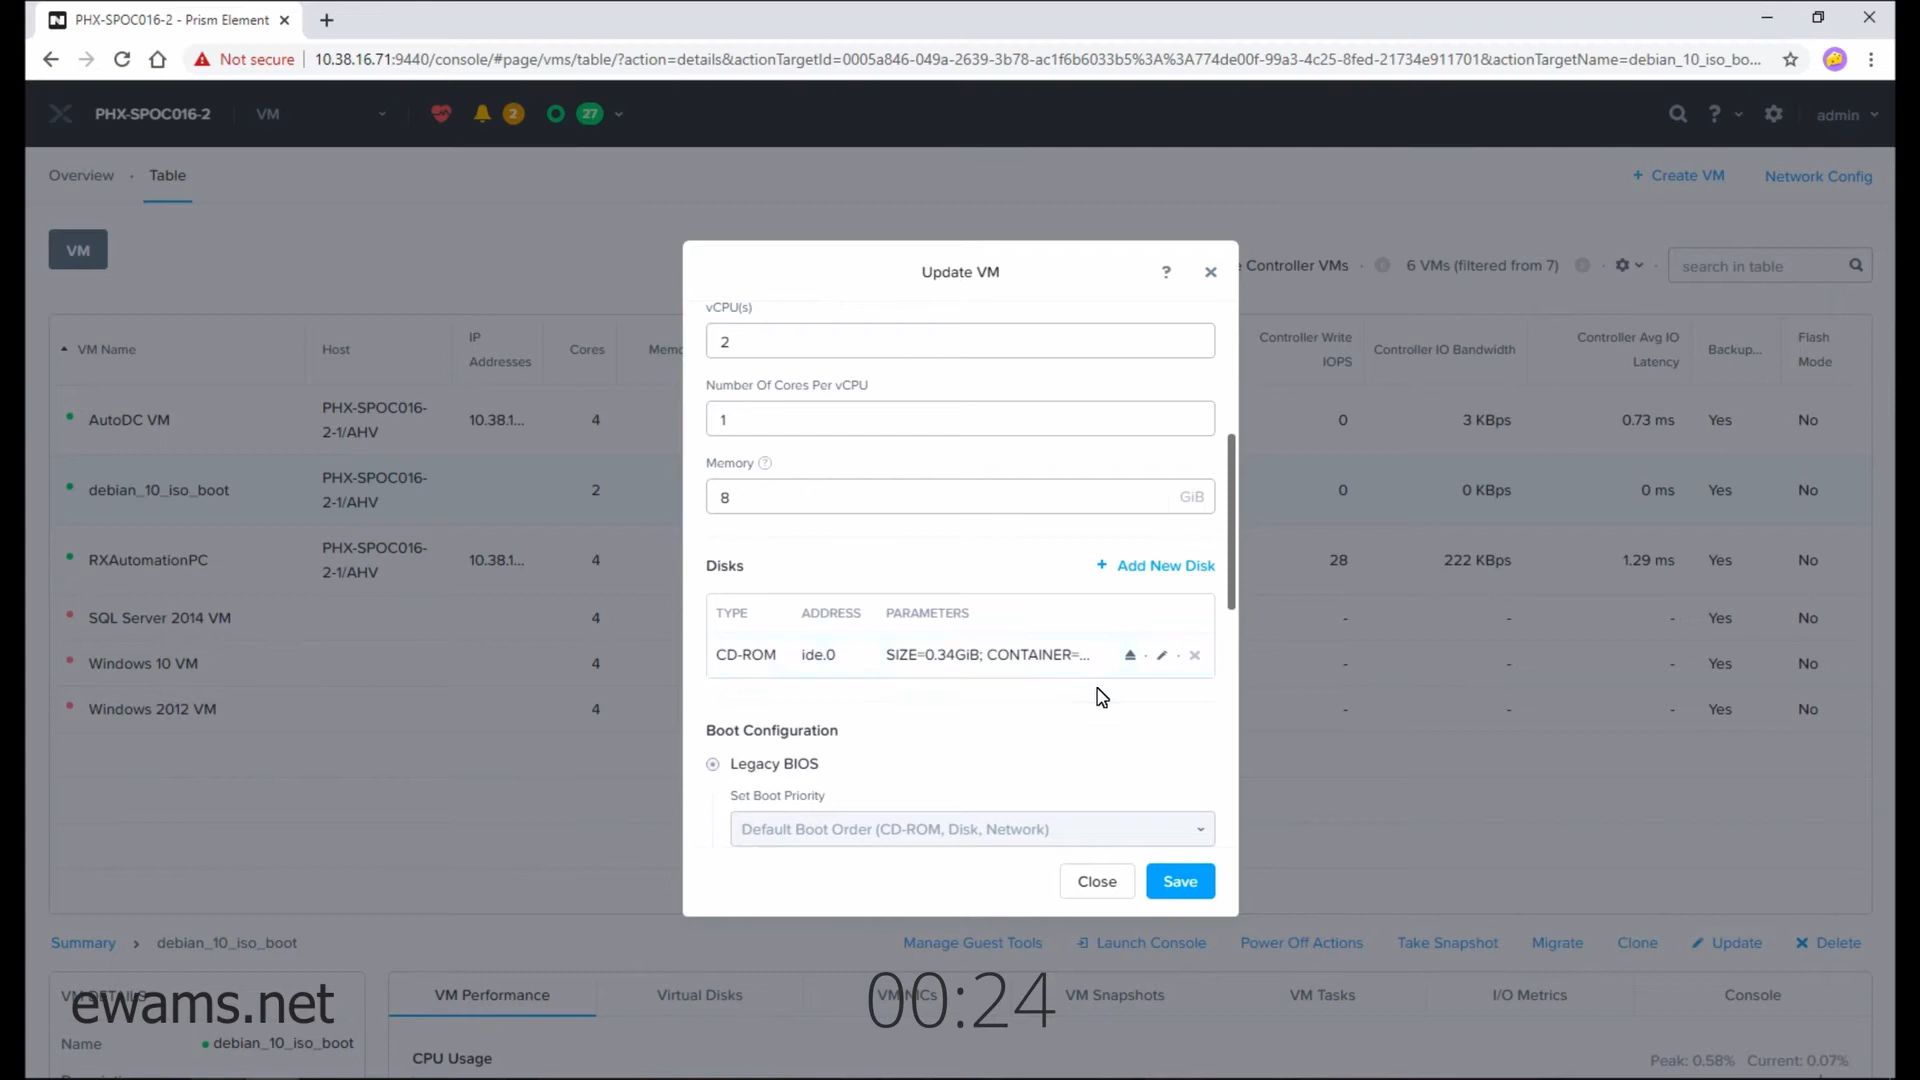 PHX-SPOC016-2 - Prism Element
Not secure
10.38.16.71:9440/console/#page/vms/table/?action=details&actionTargetId=0005a846-049a-2639-3b78-ac1f6b6033b5%3A%3A774de00f-99a3-4c25-8fed-21734e911701&actionTargetName=debian_10_iso_bo...
PHX-SPOC016-2
VM
2
27
?
admin
Overview
Table
+ Create VM
Network Config
VM
Controller VMs
6 VMs (filtered from 7)
search in table
VM Name
Host
IP Addresses
Cores
Controller Write IOPS
Controller IO Bandwidth
Controller Avg IO Latency
Backup...
Flash Mode
AutoDC VM
PHX-SPOC016-2-1/AHV
10.38.1...
4
0
3 KBps
0.73 ms
Yes
No
debian_10_iso_boot
PHX-SPOC016-2-1/AHV
2
0
0 KBps
0 ms
Yes
No
RXAutomationPC
PHX-SPOC016-2-1/AHV
10.38.1...
4
28
222 KBps
1.29 ms
Yes
No
SQL Server 2014 VM
4
-
-
-
Yes
No
Windows 10 VM
4
-
-
-
Yes
No
Windows 2012 VM
4
-
-
-
Yes
No
Update VM
?
vCPU(s)
2
Number Of Cores Per vCPU
1
Memory ?
8
GiB
Disks
+ Add New Disk
TYPE
ADDRESS
PARAMETERS
CD-ROM
ide.0
SIZE=0.34GiB; CONTAINER=...
Boot Configuration
Legacy BIOS
Set Boot Priority
Default Boot Order (CD-ROM, Disk, Network)
Close
Save
Summary
debian_10_iso_boot
Manage Guest Tools
Launch Console
Power Off Actions
Take Snapshot
Migrate
Clone
Update
Delete
VM DETAILS
VM Performance
Virtual Disks
VM NICs
VM Snapshots
VM Tasks
I/O Metrics
Console
ewams.net
00:24
Name
debian_10_iso_boot
CPU Usage
Peak: 0.58%
Current: 0.07%